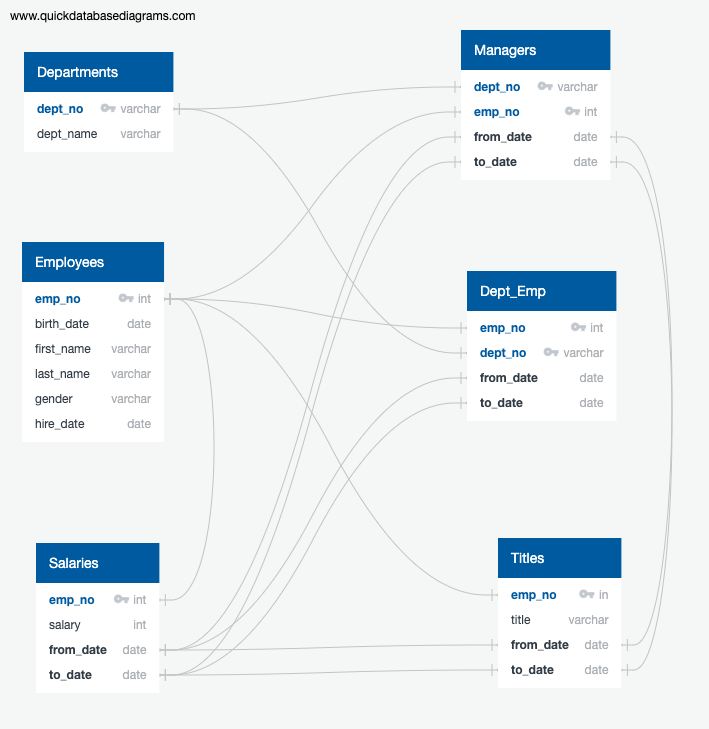 www.quickdatabasediagrams.com
Departments
dept_no varchar
dept_name varchar
Managers
dept_no varchar
emp_no int
from_date date
to_date date
Employees
emp_no int
birth_date date
first_name varchar
last_name varchar
gender varchar
hire_date date
Dept_Emp
emp_no int
dept_no varchar
from_date date
to_date date
Salaries
emp_no int
salary int
from_date date
to_date date
Titles
emp_no in
title varchar
from_date date
to_date date